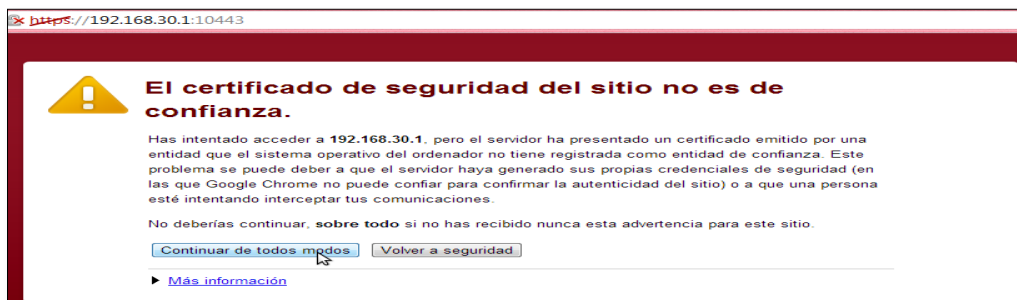 https://192.168.30.1:10443
El certificado de seguridad del sitio no es de
confianza.
Has intentado acceder a 192.168.30.1, pero el servidor ha presentado un certificado emitido por una
entidad que el sistema operativo del ordenador no tiene registrada como entidad de confianza. Este
problema se puede deber a que el servidor haya generado sus propias credenciales de seguridad (en
las que Google Chrome no puede confiar para confirmar la autenticidad del sitio) o a que una persona
esté intentando interceptar tus comunicaciones.
No deberías continuar, sobre todo si no has recibido nunca esta advertencia para este sitio.
Continuar de todos modos Volver a seguridad
Más información